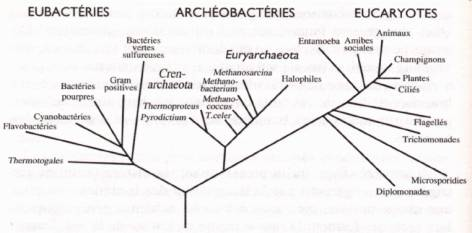 EUBACTÉRIES
ARCHÉOBACTÉRIES
EUCARYOTES
Bactéries
vertes
sulfureuses
Gram
positives
Bactéries
pourpres
Cyanobactéries
Flavobactéries
Thermotogales
Cren-
archaeota
Thermoproteus
Pyrodictium
Euryarchaeota
Methanosarcina
Methano-
bacterium
Methano-
coccus
T.celer
Halophiles
Entamoeba
Amibes
sociales
Animaux
Champignons
Plantes
Ciliés
Flagellés
Trichomonades
Microsporidies
Diplomonades